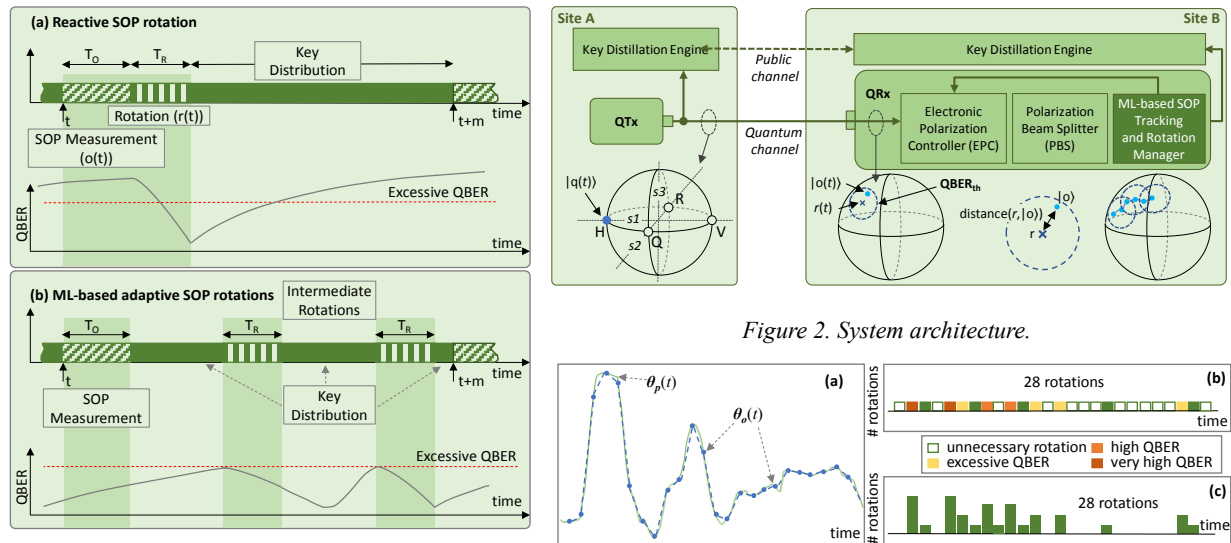 (a) Reactive SOP rotation
T_O
T_R
Key
Distribution
time
t
Rotation (r(t))
t+m
SOP Measurement
(o(t))
Excessive QBER
QBER
time
(b) ML-based adaptive SOP rotations
Intermediate
Rotations
T_O
T_R
T_R
time
t
t+m
SOP
Measurement
Key
Distribution
Excessive QBER
QBER
time
Site A
Site B
Key Distillation Engine
Key Distillation Engine
Public
channel
QTx
Quantum
channel
QRx
Electronic
Polarization
Controller (EPC)
Polarization
Beam Splitter
(PBS)
ML-based SOP
Tracking
and Rotation
Manager
|q(t)⟩
H
s1
s2
s3
R
Q
V
|o(t)⟩
r(t)
QBER_th
distance(r,|o⟩)
|o⟩
r
Figure 2. System architecture.
(a)
θ_p(t)
θ_o(t)
time
(b)
28 rotations
# rotations
time
unnecessary rotation
high QBER
excessive QBER
very high QBER
(c)
28 rotations
# rotations
time